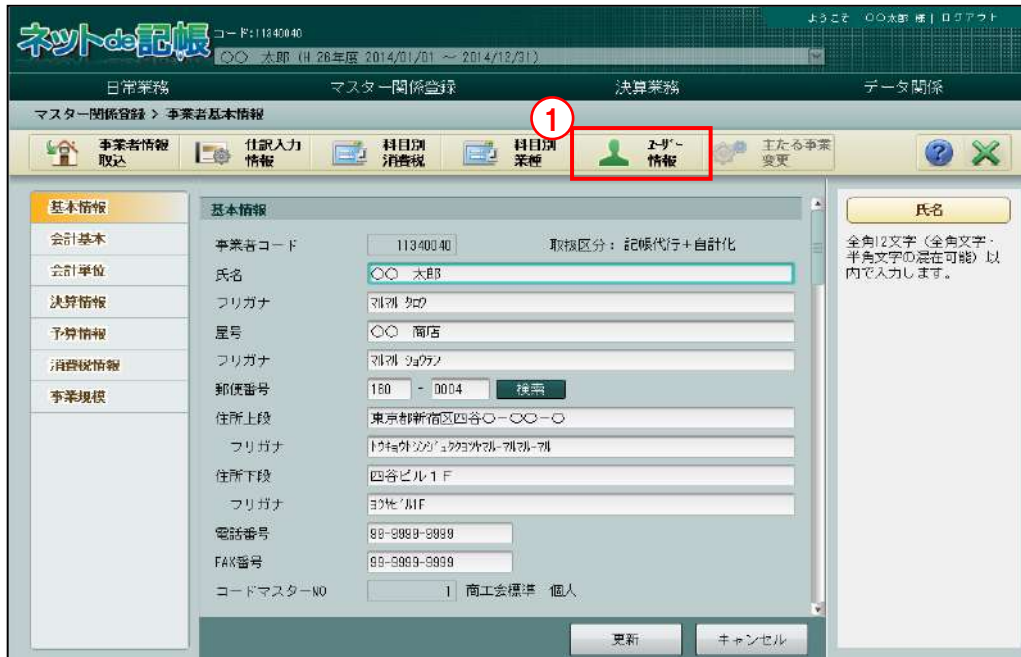 ようこそ 〇〇太郎 様 | ログアウト
ネットde記帳 コード:11340040
〇〇 太郎 (H 26年度 2014/01/01 ～ 2014/12/31)
日常業務 マスター関係登録 決算業務 データ関係
マスター関係登録 > 事業者基本情報
1
事業者情報取込 仕訳入力情報 科目別消費税 科目別業種 ユーザー情報 主たる事業変更 ?
基本情報
会計基本
会計単位
決算情報
予算情報
消費税情報
事業規模
基本情報
事業者コード 11340040 取扱区分：記帳代行＋自計化
氏名 〇〇 太郎
フリガナ ﾏﾙﾏﾙ ﾀﾛｳ
屋号 〇〇 商店
フリガナ ﾏﾙﾏﾙ ｼｮｳﾃﾝ
郵便番号 160 - 0004 検索
住所上段 東京都新宿区四谷〇－〇〇－〇
フリガナ ﾄｳｷｮｳﾄｼﾝｼﾞｭｸｸﾖﾂﾔﾏﾙ-ﾏﾙﾏﾙ-ﾏﾙ
住所下段 四谷ビル１Ｆ
フリガナ ﾖﾂﾔﾋﾞﾙ1F
電話番号 99-9999-9999
FAX番号 99-9999-9999
コードマスターNO 1 商工会標準 個人
更新 キャンセル
氏名
全角12文字（全角文字・
半角文字の混在可能）以
内で入力します。